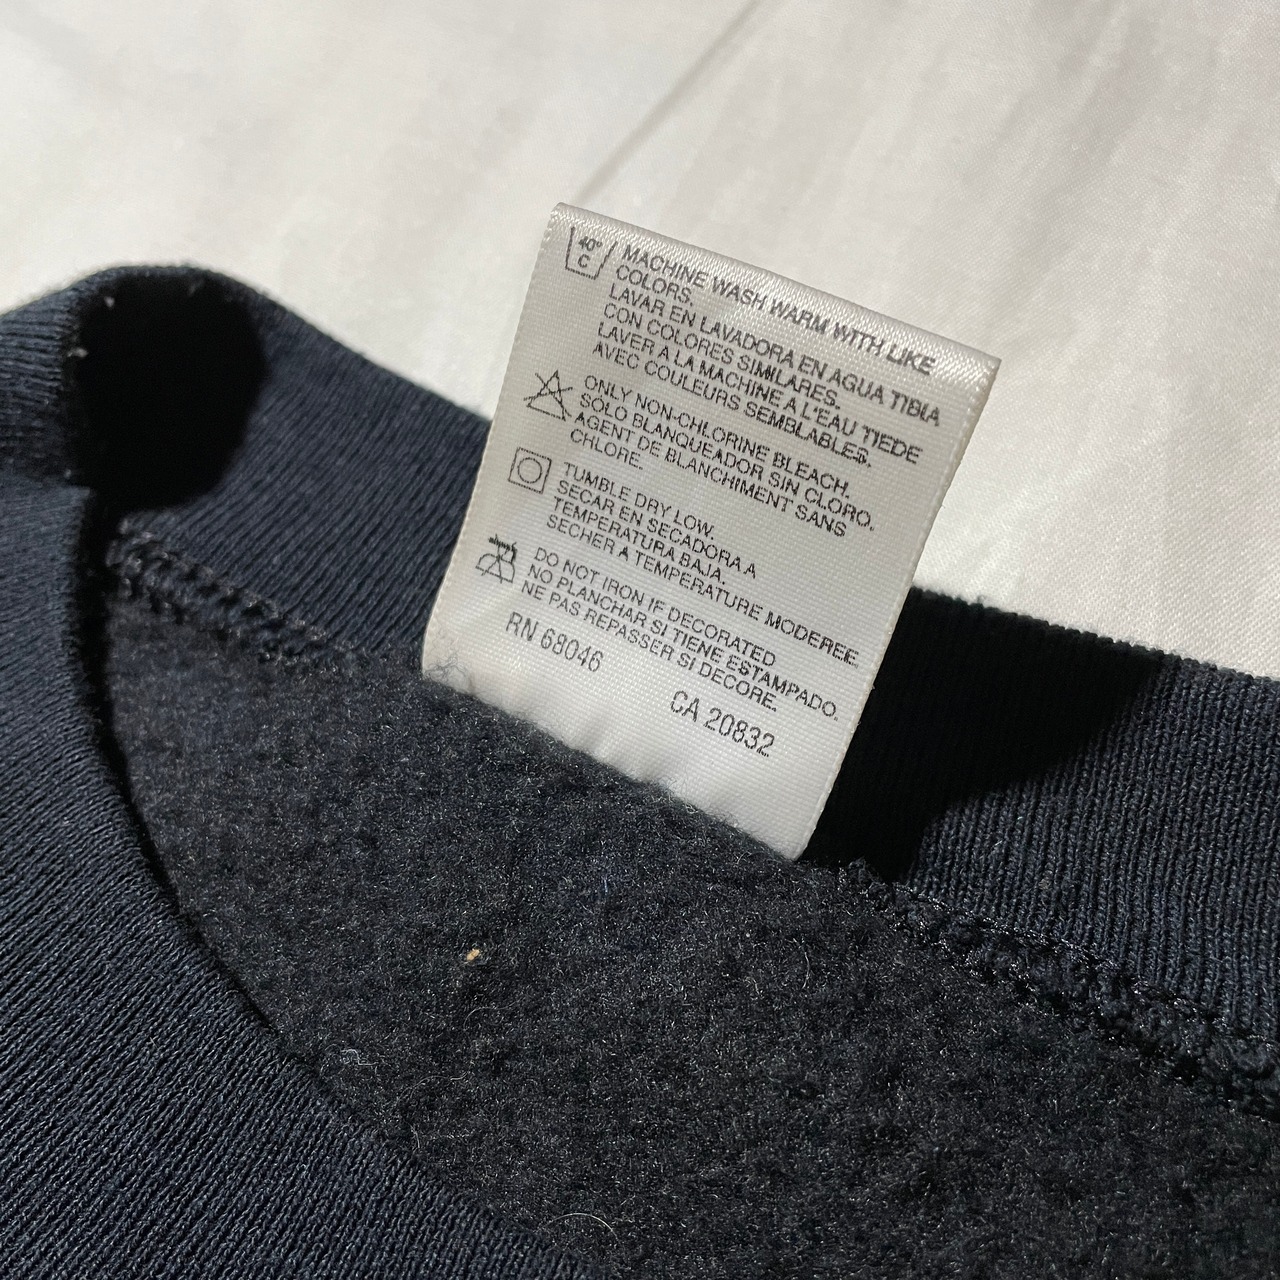 40°
C
MACHINE WASH WARM WITH LIKE
COLORS.
LAVAR EN LAVADORA EN AGUA TIBIA
CON COLORES SIMILARES.
LAVER A LA MACHINE A L'EAU TIEDE
AVEC COULEURS SEMBLABLES.
ONLY NON-CHLORINE BLEACH.
SOLO BLANQUEADOR SIN CLORO.
AGENT DE BLANCHIMENT SANS
CHLORE.
TUMBLE DRY LOW.
SECAR EN SECADORA A
TEMPERATURA BAJA.
SECHER A TEMPERATURE MODEREE.
DO NOT IRON IF DECORATED
NO PLANCHAR SI TIENE ESTAMPADO.
NE PAS REPASSER SI DECORE.
RN 68046
CA 20832